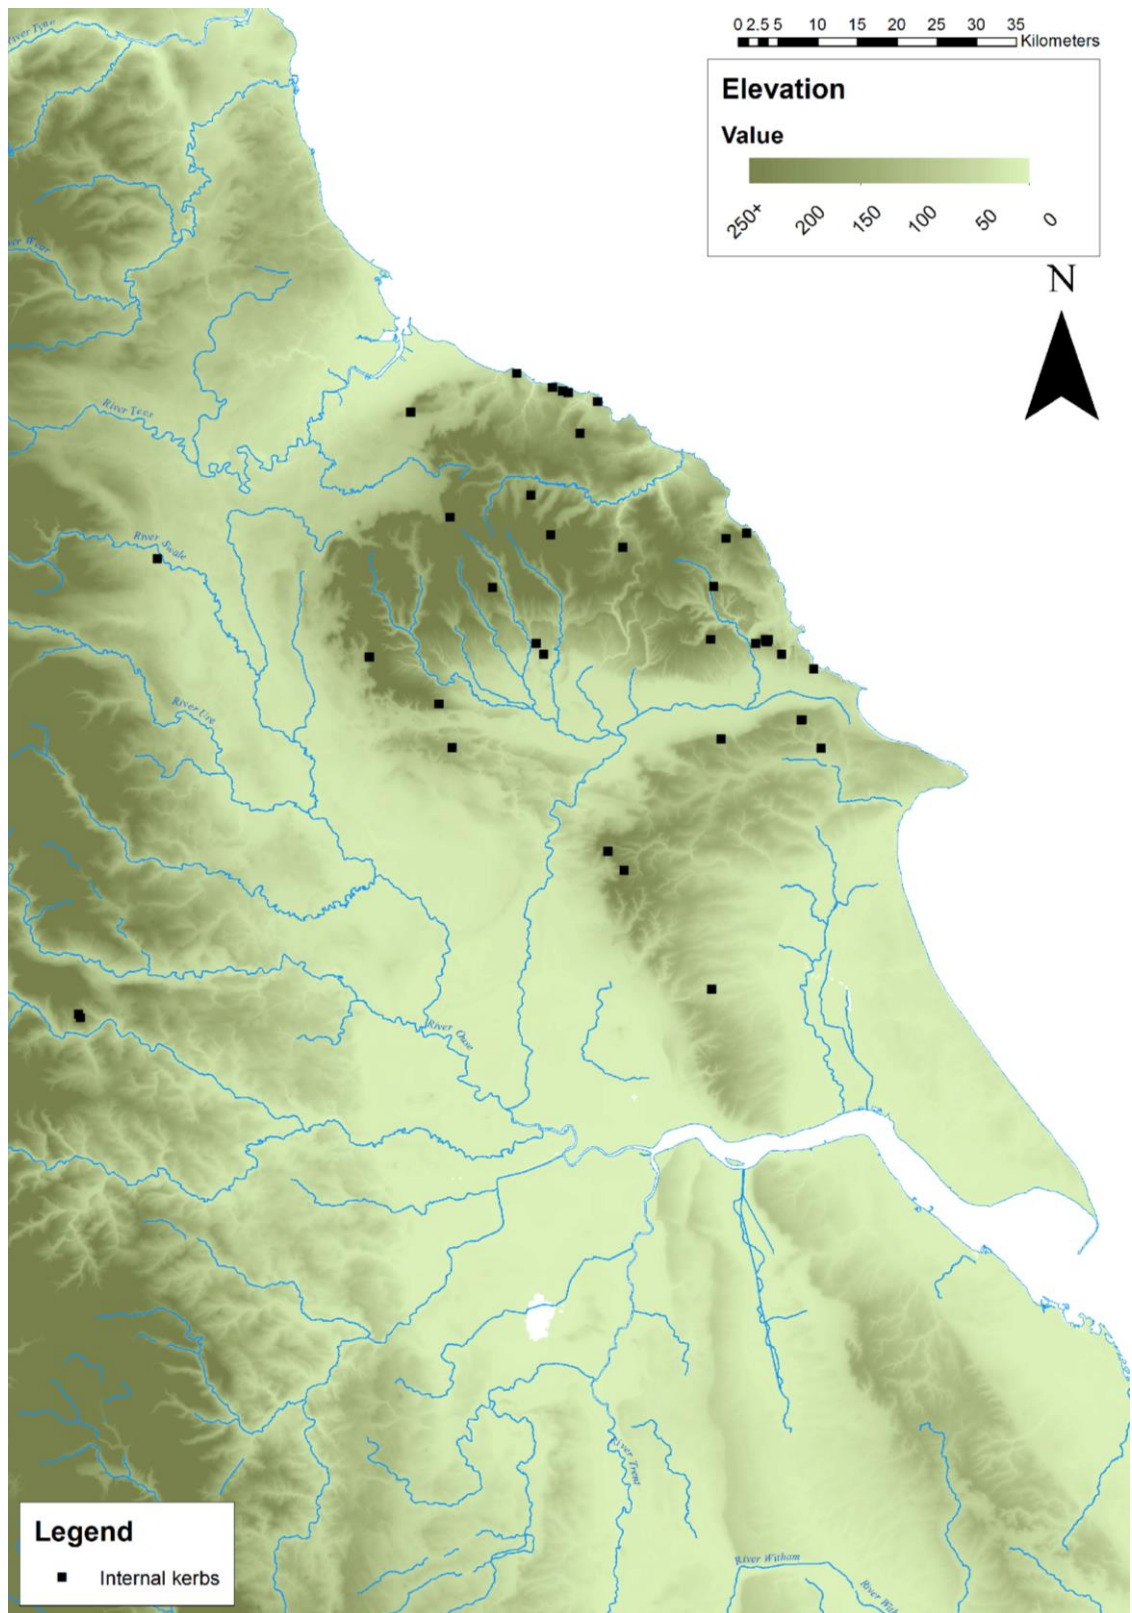 0 2.5 5 10 15 20 25 30 35
Kilometers
Elevation
Value
250+ 200 150 100 50 0
N
River Tyne
River Wear
River Tees
River Swale
River Ure
River Ouse
River Trent
River Witham
River
Legend
Internal kerbs